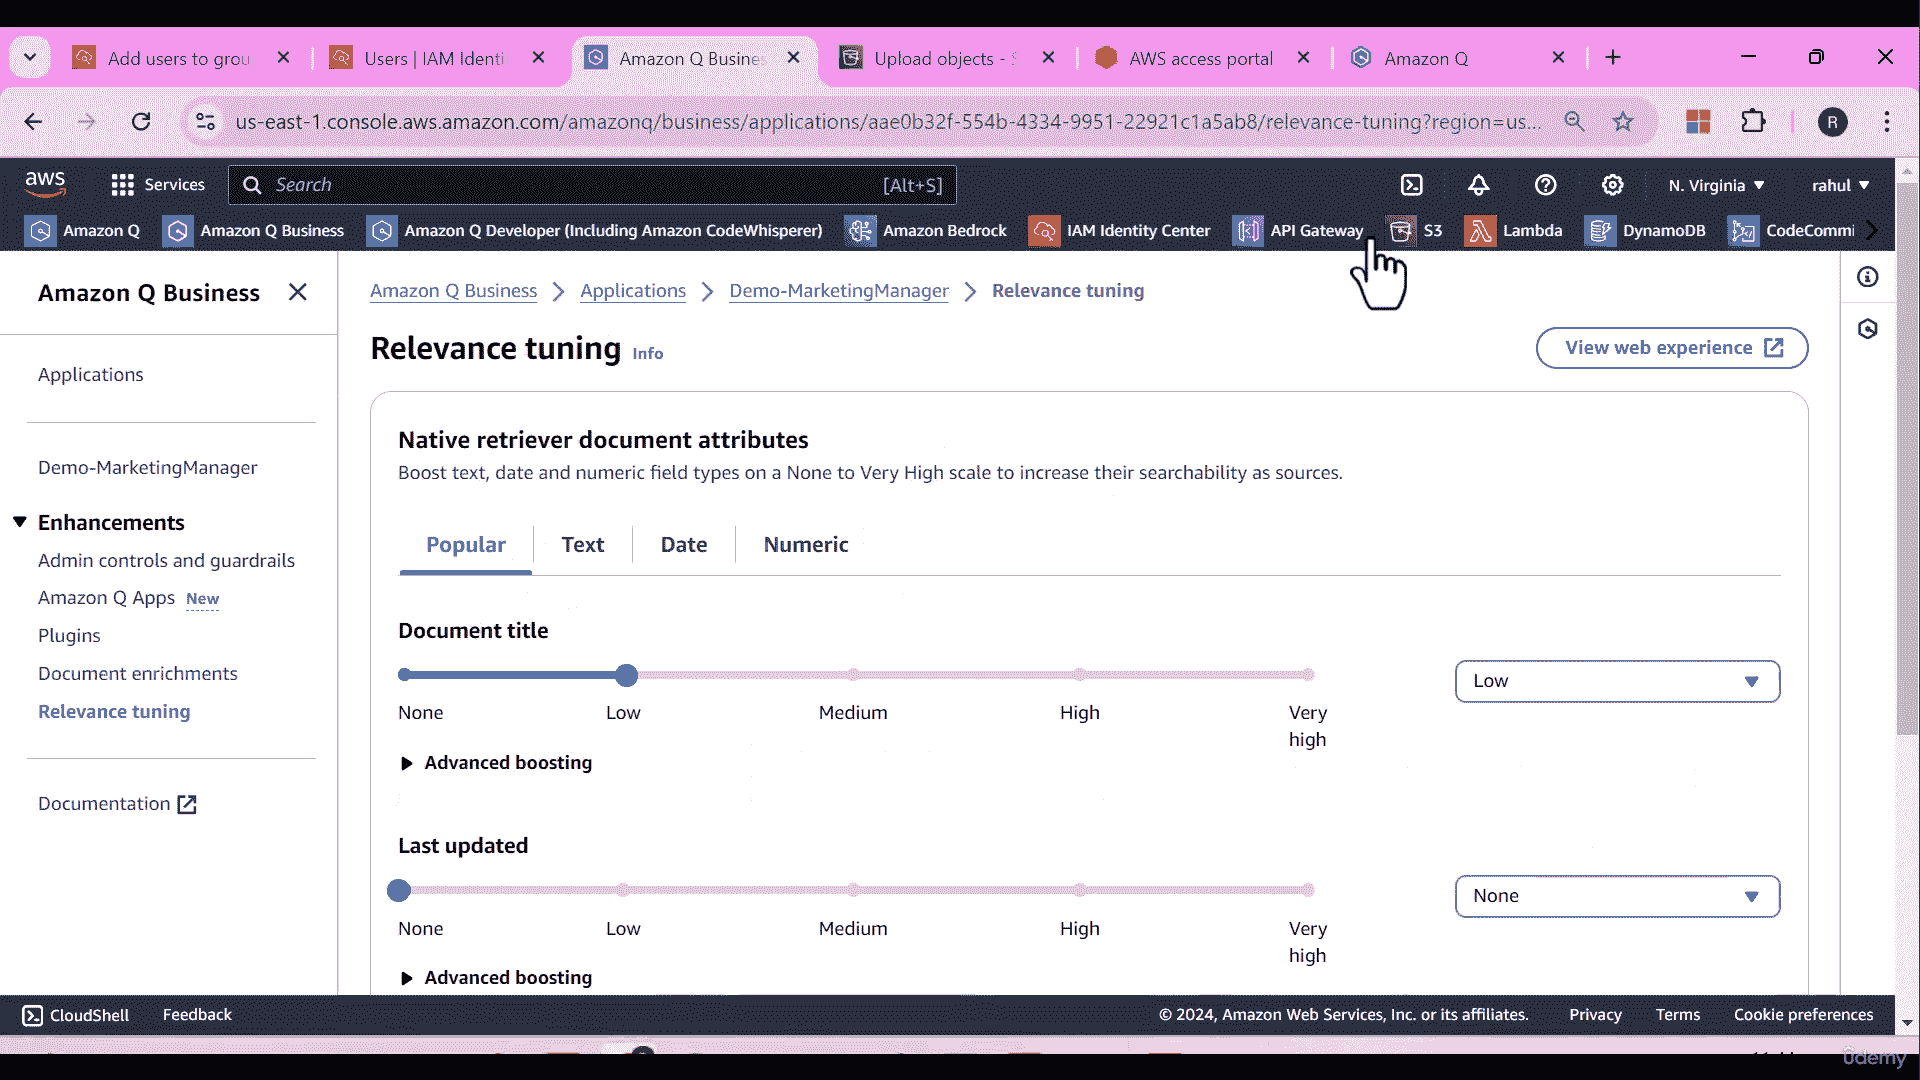 Add users to grou
Users | IAM Identi
Amazon Q Busines
Upload objects - S
AWS access portal
Amazon Q
us-east-1.console.aws.amazon.com/amazonq/business/applications/aae0b32f-554b-4334-9951-22921c1a5ab8/relevance-tuning?region=us...
R
aws
Services
Search
[Alt+S]
N. Virginia
rahul
Amazon Q
Amazon Q Business
Amazon Q Developer (Including Amazon CodeWhisperer)
Amazon Bedrock
IAM Identity Center
API Gateway
S3
Lambda
DynamoDB
CodeCommi
Amazon Q Business
Applications
Demo-MarketingManager
Enhancements
Admin controls and guardrails
Amazon Q Apps New
Plugins
Document enrichments
Relevance tuning
Documentation
Amazon Q Business
Applications
Demo-MarketingManager
Relevance tuning
Relevance tuning Info
View web experience
Native retriever document attributes
Boost text, date and numeric field types on a None to Very High scale to increase their searchability as sources.
Popular
Text
Date
Numeric
Document title
None
Low
Medium
High
Very high
Low
Advanced boosting
Last updated
None
Low
Medium
High
Very high
None
Advanced boosting
CloudShell
Feedback
© 2024, Amazon Web Services, Inc. or its affiliates.
Privacy
Terms
Cookie preferences
udemy